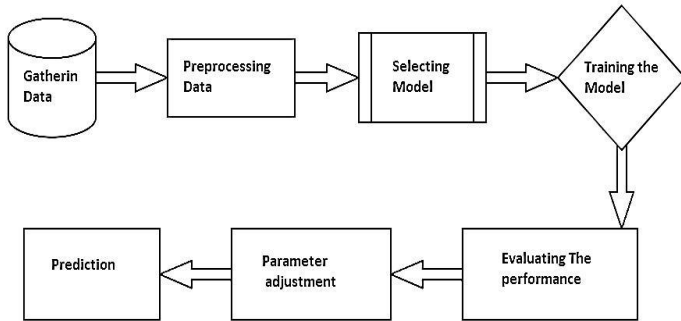 Gatherin
Data
Preprocessing
Data
Selecting
Model
Training the
Model
Evaluating The
performance
Parameter
adjustment
Prediction